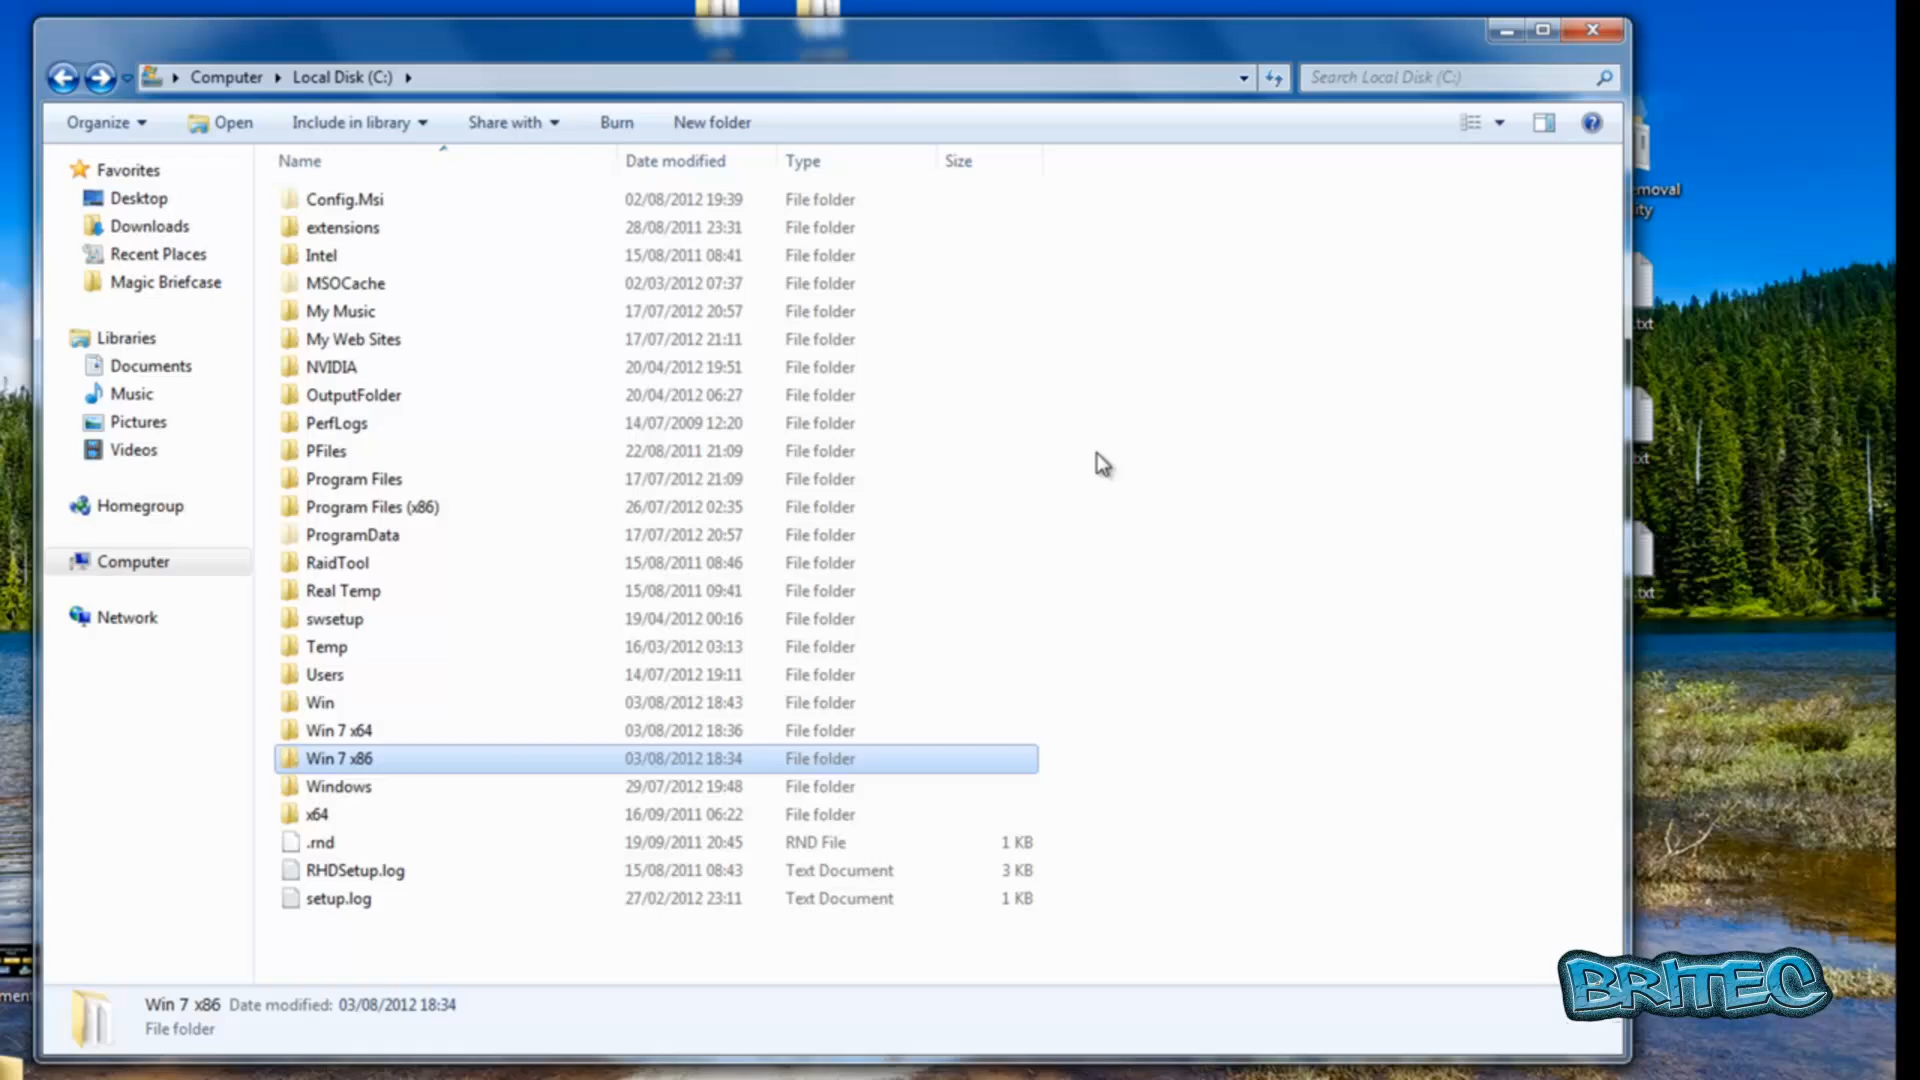 Computer Local Disk (C:)
Search Local Disk (C:)
Organize Open Include in library Share with Burn New folder
Name Date modified Type Size
Favorites
Desktop
Downloads
Recent Places
Magic Briefcase
Libraries
Documents
Music
Pictures
Videos
Homegroup
Computer
Network
Config.Msi 02/08/2012 19:39 File folder
extensions 28/08/2011 23:31 File folder
Intel 15/08/2011 08:41 File folder
MSOCache 02/03/2012 07:37 File folder
My Music 17/07/2012 20:57 File folder
My Web Sites 17/07/2012 21:11 File folder
NVIDIA 20/04/2012 19:51 File folder
OutputFolder 20/04/2012 06:27 File folder
PerfLogs 14/07/2009 12:20 File folder
PFiles 22/08/2011 21:09 File folder
Program Files 17/07/2012 21:09 File folder
Program Files (x86) 26/07/2012 02:35 File folder
ProgramData 17/07/2012 20:57 File folder
RaidTool 15/08/2011 08:46 File folder
Real Temp 15/08/2011 09:41 File folder
swsetup 19/04/2012 00:16 File folder
Temp 16/03/2012 03:13 File folder
Users 14/07/2012 19:11 File folder
Win 03/08/2012 18:43 File folder
Win 7 x64 03/08/2012 18:36 File folder
Win 7 x86 03/08/2012 18:34 File folder
Windows 29/07/2012 19:48 File folder
x64 16/09/2011 06:22 File folder
.rnd 19/09/2011 20:45 RND File 1 KB
RHDSetup.log 15/08/2011 08:43 Text Document 3 KB
setup.log 27/02/2012 23:11 Text Document 1 KB
Win 7 x86 Date modified: 03/08/2012 18:34
File folder
moval
ity
.txt
txt
.txt
BRITEC